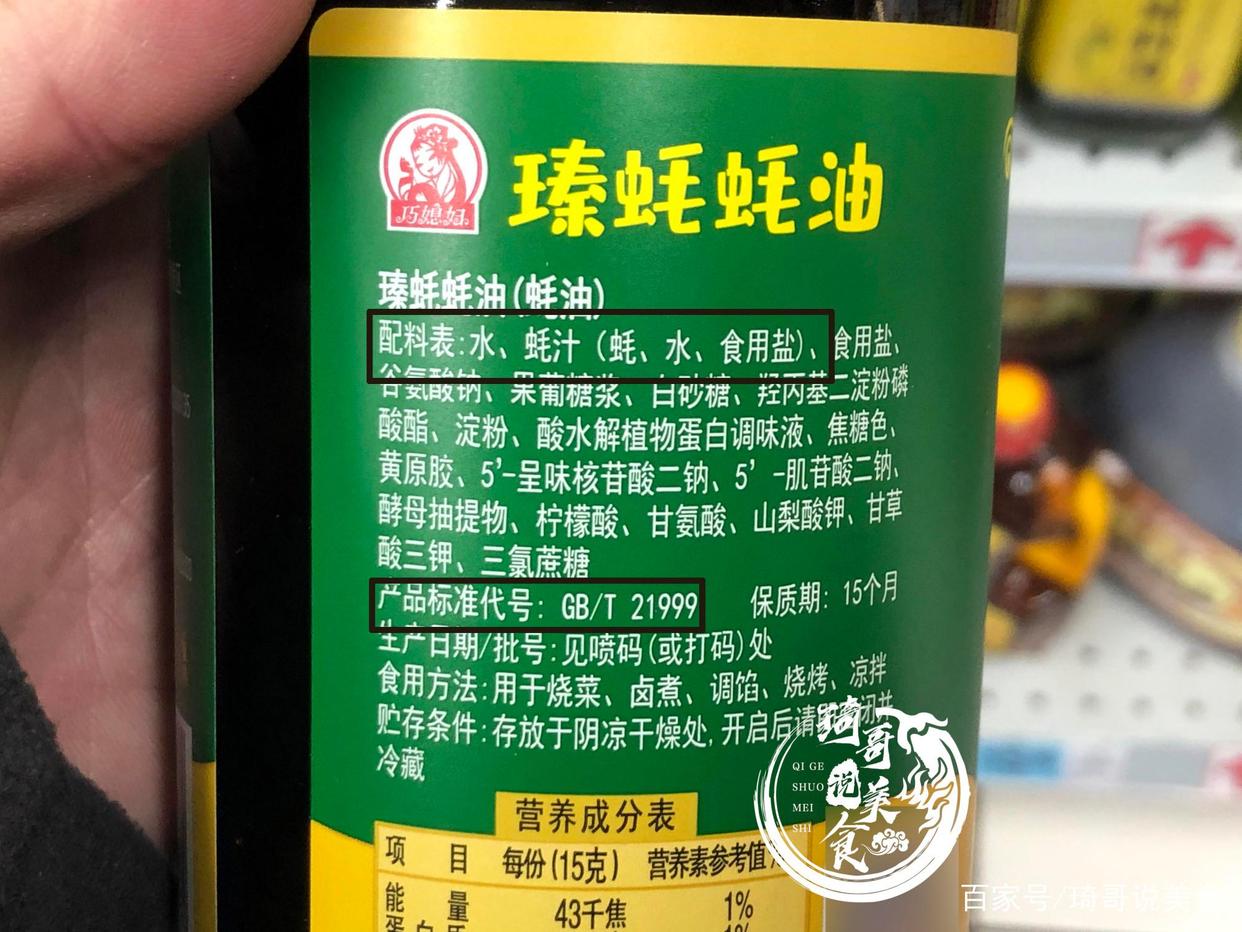 巧媳妇
瑧蚝蚝油
瑧蚝蚝油(蚝油)
配料表:水、蚝汁(蚝、水、食用盐)、食用盐、
谷氨酸钠、果葡糖浆、白砂糖、羟丙基二淀粉磷
酸酯、淀粉、酸水解植物蛋白调味液、焦糖色、
黄原胶、5'-呈味核苷酸二钠、5'-肌苷酸二钠、
酵母抽提物、柠檬酸、甘氨酸、山梨酸钾、甘草
酸三钾、三氯蔗糖
产品标准代号: GB/T 21999 保质期: 15个月
生产日期/批号:见喷码(或打码)处
食用方法:用于烧菜、卤煮、调馅、烧烤、凉拌
贮存条件:存放于阴凉干燥处,开启后请闭并
冷藏
营养成分表
项 目 每份(15克) 营养素参考值
能 量 43千焦 1%
蛋白质 1%
琦哥说美食
QI GE
SHUO
MEI
SHI
百家号/琦哥说美